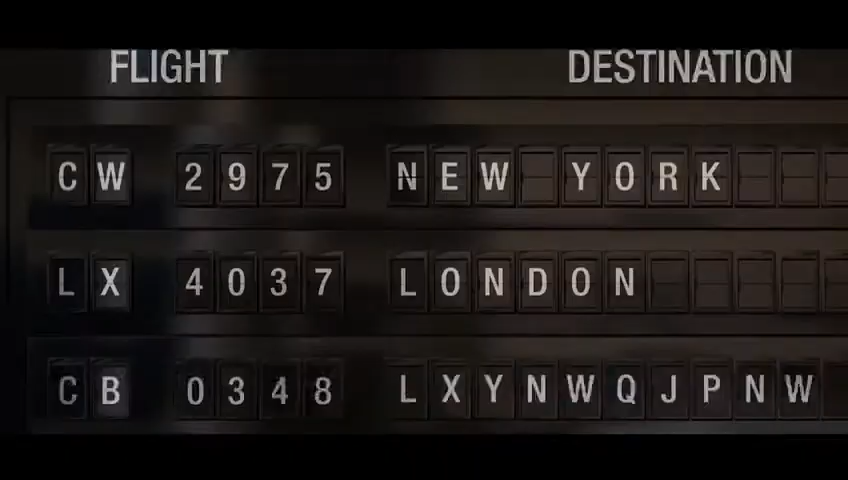 FLIGHT DESTINATION
CW 2975 NEW YORK
LX 4037 LONDON
CB 0348 LXYNWQJPNW